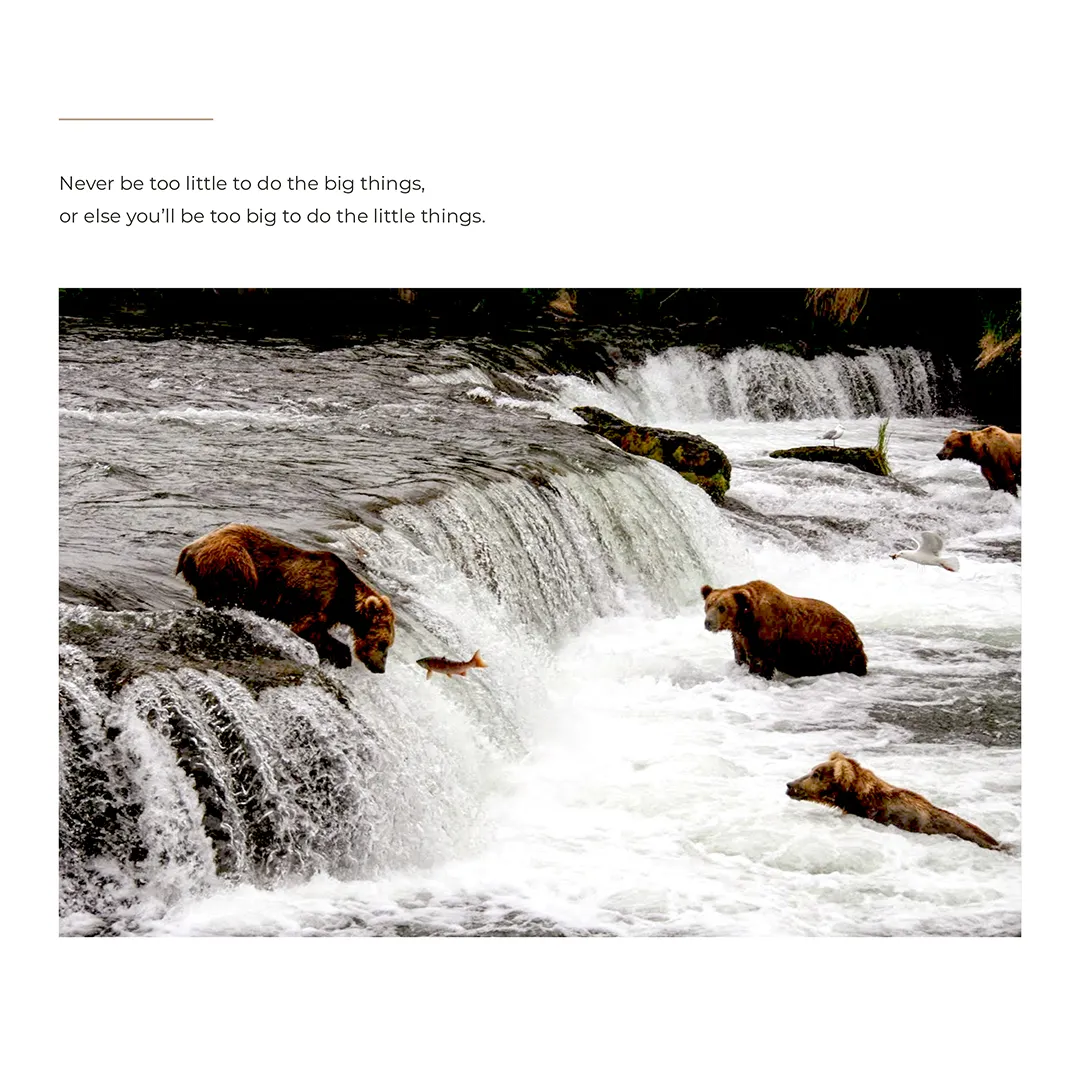 Never be too little to do the big things,
or else you’ll be too big to do the little things.